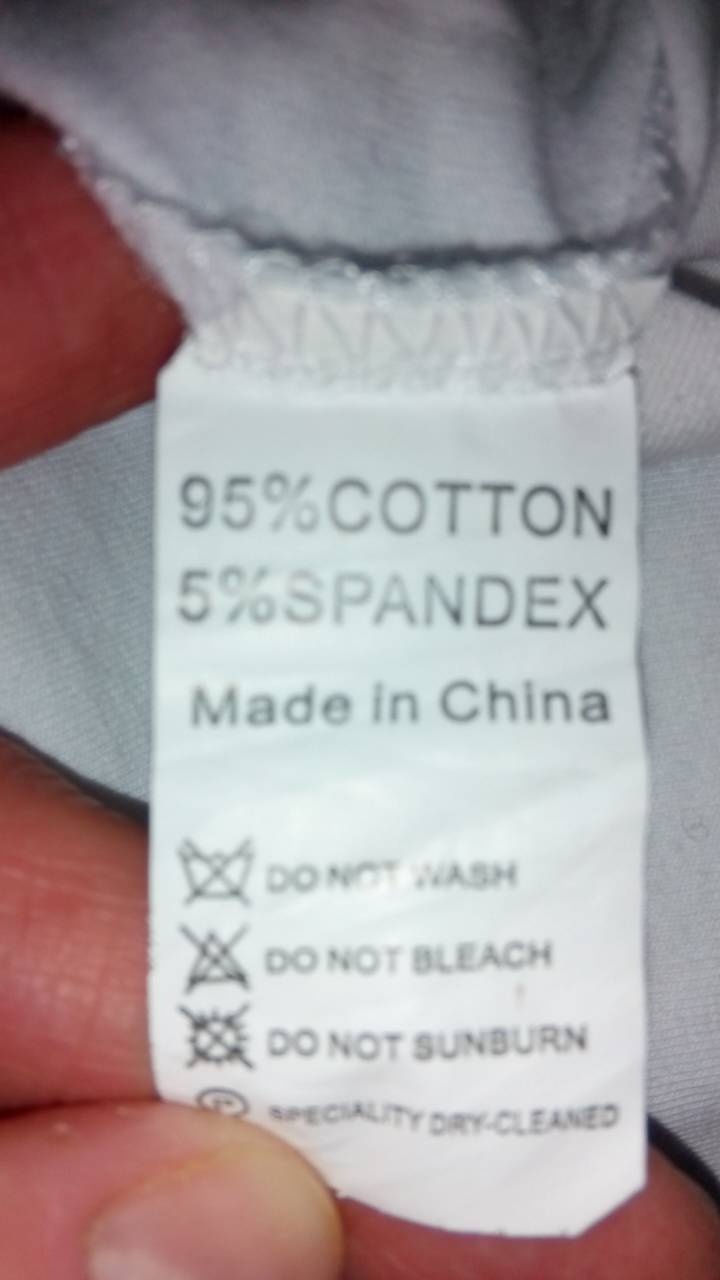 95%COTTON
5%SPANDEX
Made in China
DO NOT WASH
DO NOT BLEACH
DO NOT SUNBURN
P SPECIALITY DRY-CLEANED